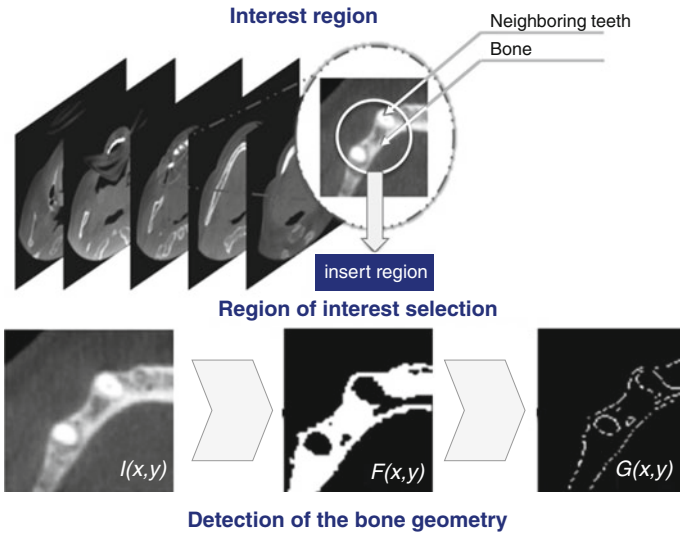 Interest region
Neighboring teeth
Bone
insert region
Region of interest selection
I(x,y)
F(x,y)
G(x,y)
Detection of the bone geometry